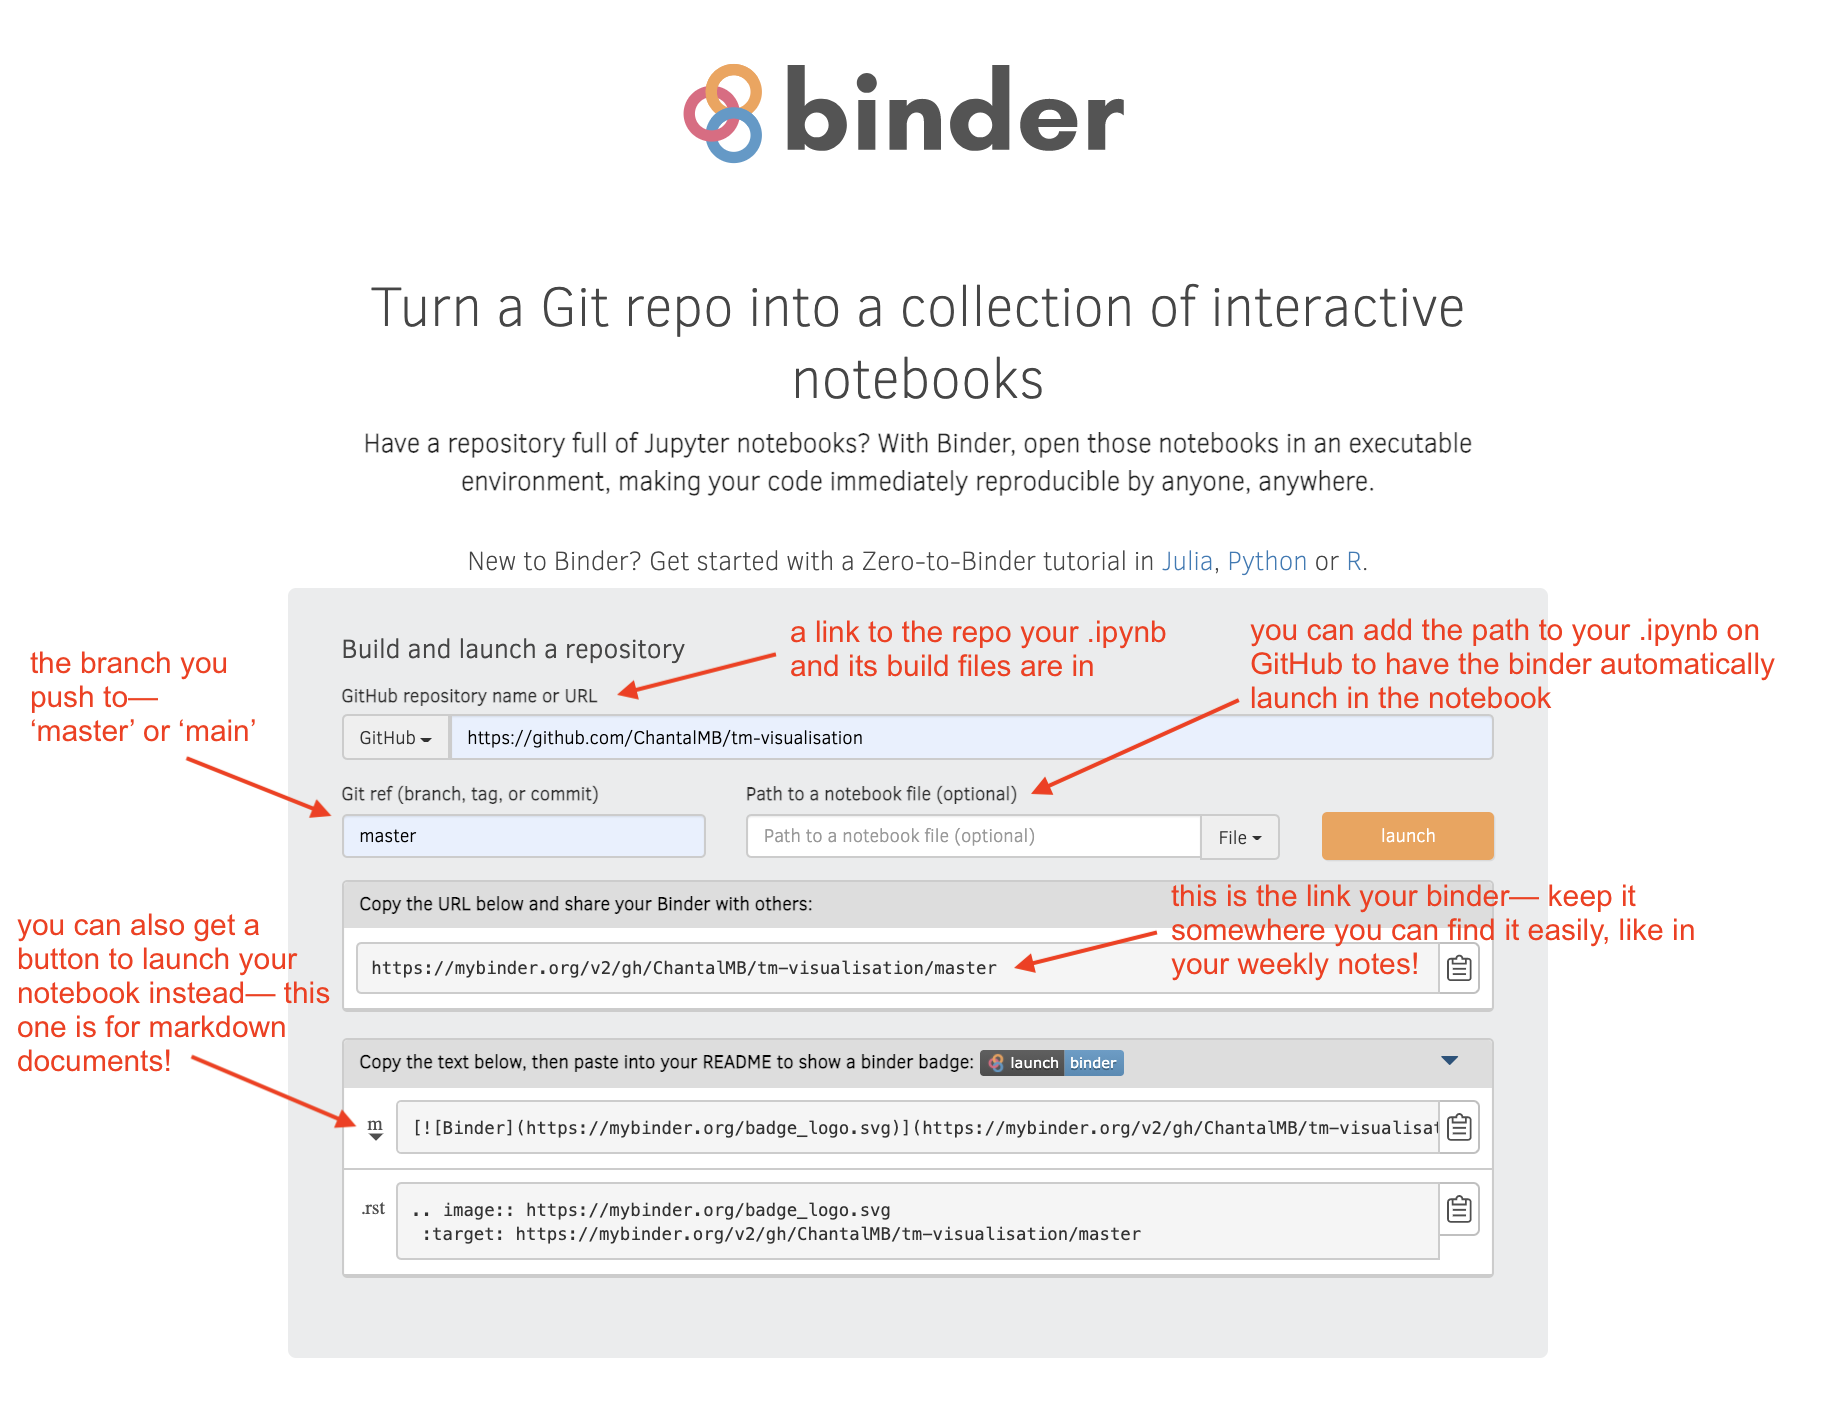 binder
Turn a Git repo into a collection of interactive
notebooks
Have a repository full of Jupyter notebooks? With Binder, open those notebooks in an executable
environment, making your code immediately reproducible by anyone, anywhere.
New to Binder? Get started with a Zero-to-Binder tutorial in Julia, Python or R.
Build and launch a repository
a link to the repo your .ipynb
and its build files are in
you can add the path to your .ipynb on
GitHub to have the binder automatically
launch in the notebook
the branch you
push to—
‘master’ or ‘main’
GitHub repository name or URL
GitHub
https://github.com/ChantalMB/tm-visualisation
Git ref (branch, tag, or commit)
Path to a notebook file (optional)
master
Path to a notebook file (optional)
File
launch
Copy the URL below and share your Binder with others:
this is the link your binder— keep it
somewhere you can find it easily, like in
your weekly notes!
https://mybinder.org/v2/gh/ChantalMB/tm-visualisation/master
you can also get a
button to launch your
notebook instead— this
one is for markdown
documents!
Copy the text below, then paste into your README to show a binder badge:
launch binder
m
[![Binder](https://mybinder.org/badge_logo.svg)](https://mybinder.org/v2/gh/ChantalMB/tm-visualisat
.rst
.. image:: https://mybinder.org/badge_logo.svg
:target: https://mybinder.org/v2/gh/ChantalMB/tm-visualisation/master